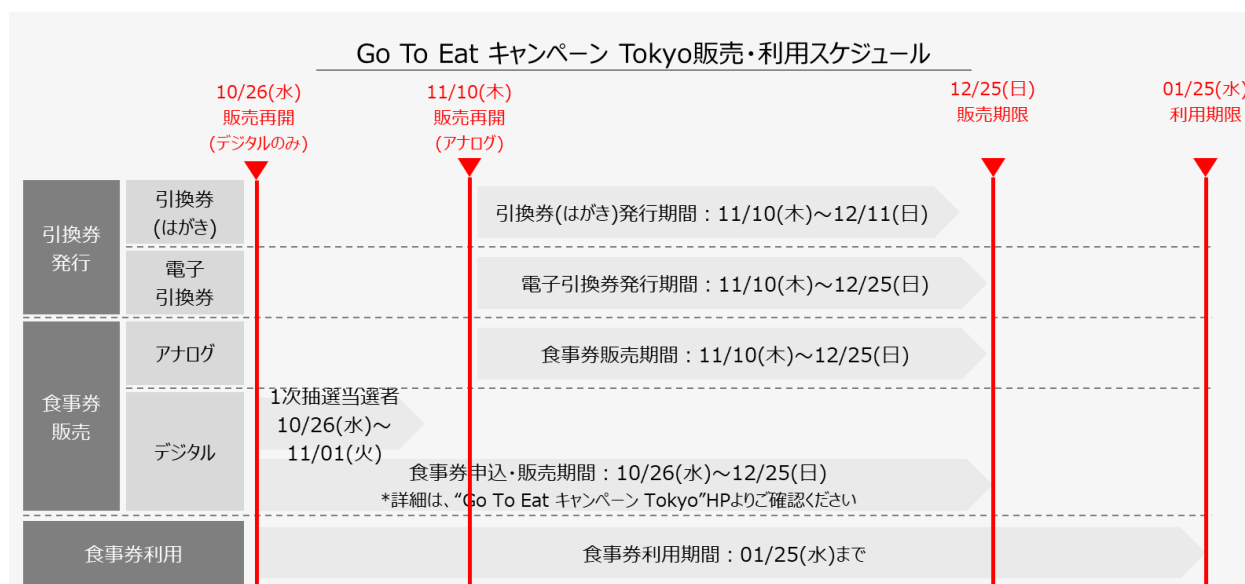 Go To Eat キャンペーン Tokyo販売・利用スケジュール
10/26(水)
販売再開
(デジタルのみ)
11/10(木)
販売再開
(アナログ)
12/25(日)
販売期限
01/25(水)
利用期限
引換券
発行
引換券
(はがき)
引換券(はがき)発行期間：11/10(木)～12/11(日)
電子
引換券
電子引換券発行期間：11/10(木)～12/25(日)
食事券
販売
アナログ
食事券販売期間：11/10(木)～12/25(日)
デジタル
1次抽選当選者
10/26(水)～
11/01(火)
食事券申込・販売期間：10/26(水)～12/25(日)
*詳細は、“Go To Eat キャンペーン Tokyo”HPよりご確認ください
食事券利用
食事券利用期間：01/25(水)まで